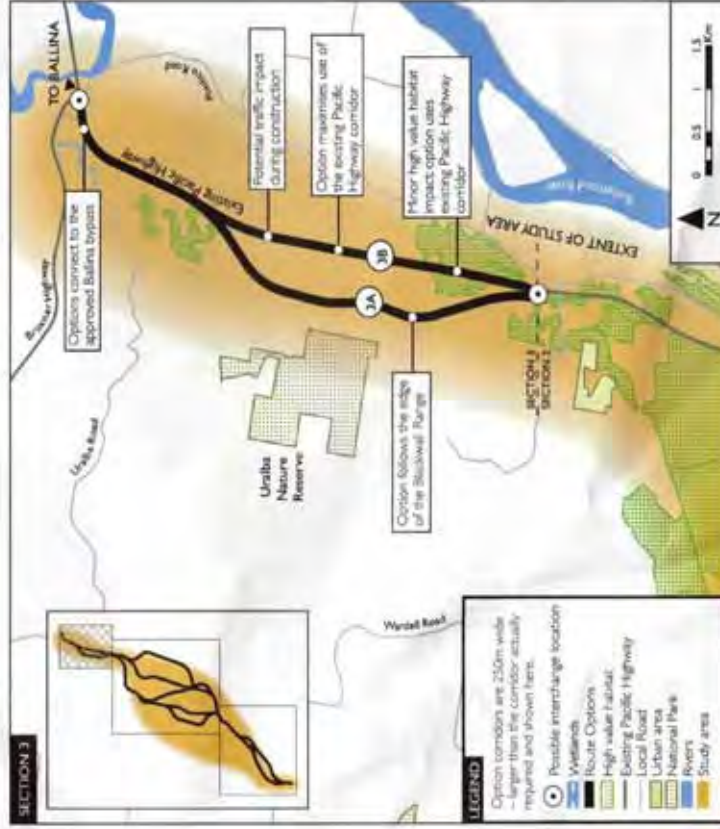 SECTION 3
TO BALLINA
Bruxner Highway
Uralba Road
Options connect to the
approved Ballina bypass
Existing Pacific Highway
Potential traffic impact
during construction
Option maximises use of
the existing Pacific
Highway corridor
Minor high value habitat
impact option uses
existing Pacific Highway
corridor
3A
3B
Uralba
Nature
Reserve
Option follows the edge
of the Blackwall Range
EXTENT OF STUDY AREA
SECTION 3
SECTION 2
Wardell Road
Richmond River
LEGEND
Option corridors are 250m wide
– larger than the corridor actually
required and shown here.
Possible interchange location
Wetlands
Route Options
High value habitat
Existing Pacific Highway
Local Road
Urban area
National Park
Rivers
Study area
N
0 0.5 1 1.5
Km